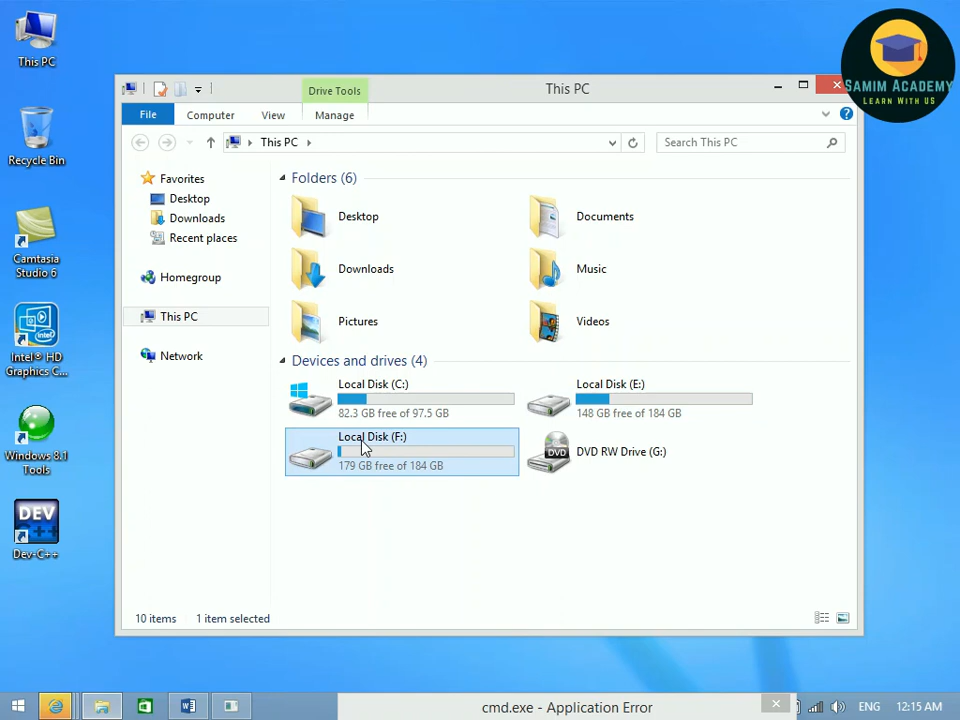 This PC
Recycle Bin
Camtasia
Studio 6
Intel® HD
Graphics C...
Windows 8.1
Tools
DEV
Dev-C++
Drive Tools
This PC
File
Computer
View
Manage
This PC
Search This PC
Favorites
Desktop
Downloads
Recent places
Homegroup
This PC
Network
Folders (6)
Desktop
Documents
Downloads
Music
Pictures
Videos
Devices and drives (4)
Local Disk (C:)
82.3 GB free of 97.5 GB
Local Disk (E:)
148 GB free of 184 GB
Local Disk (F:)
179 GB free of 184 GB
DVD
DVD RW Drive (G:)
10 items
1 item selected
SAMIM ACADEMY
LEARN WITH US
cmd.exe - Application Error
ENG
12:15 AM